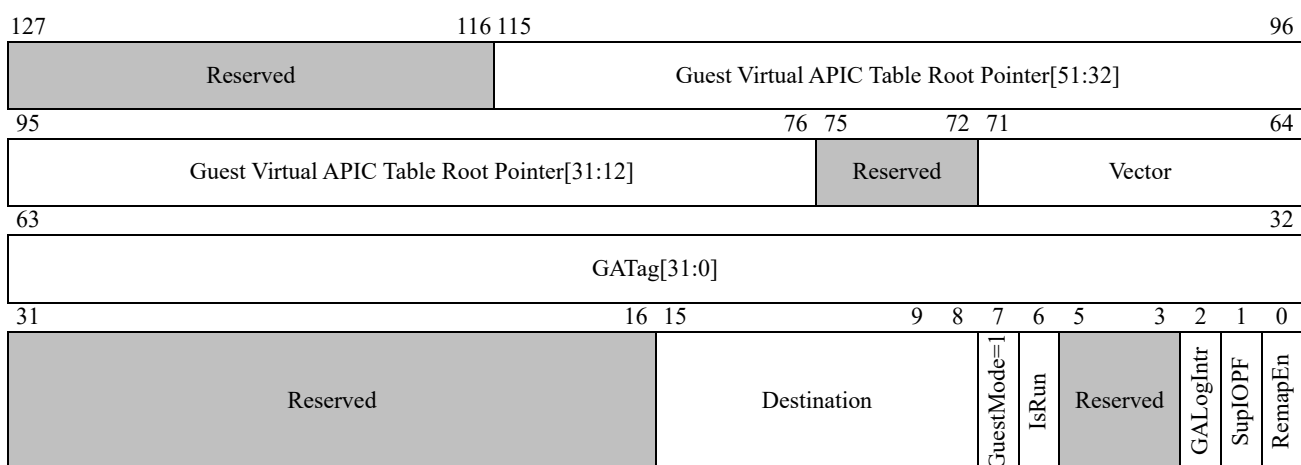 127 116 115 96
Reserved Guest Virtual APIC Table Root Pointer[51:32]
95 76 75 72 71 64
Guest Virtual APIC Table Root Pointer[31:12] Reserved Vector
63 32
GATag[31:0]
31 16 15 9 8 7 6 5 3 2 1 0
Reserved Destination GuestMode=1 IsRun Reserved GALogIntr SupIOPF RemapEn